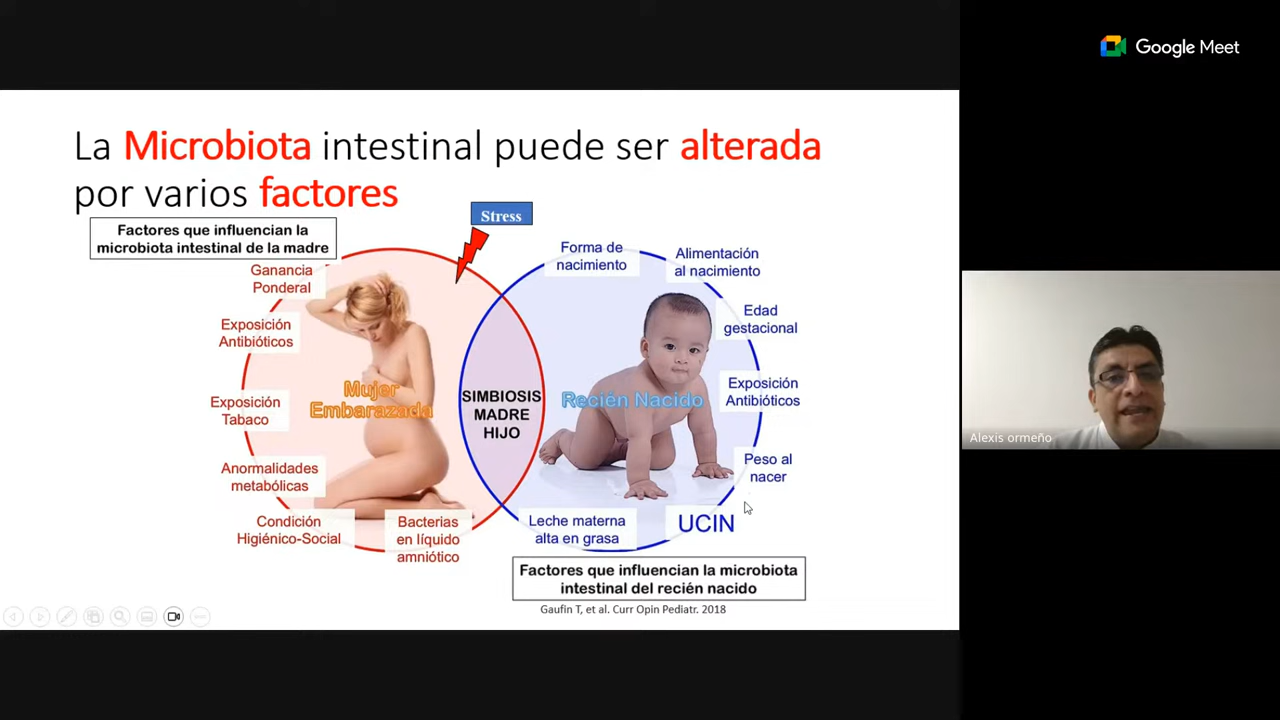 Google Meet
La Microbiota intestinal puede ser alterada
por varios factores
Factores que influencian la
microbiota intestinal de la madre
Stress
Ganancia
Ponderal
Exposición
Antibióticos
Exposición
Tabaco
Anormalidades
metabólicas
Condición
Higiénico-Social
Bacterias
en líquido
amniótico
Mujer
Embarazada
SIMBIOSIS
MADRE
HIJO
Forma de
nacimiento
Alimentación
al nacimiento
Edad
gestacional
Exposición
Antibióticos
Peso al
nacer
UCIN
Leche materna
alta en grasa
Recién Nacido
Factores que influencian la microbiota
intestinal del recién nacido
Gaufin T, et al. Curr Opin Pediatr. 2018
Alexis ormeño